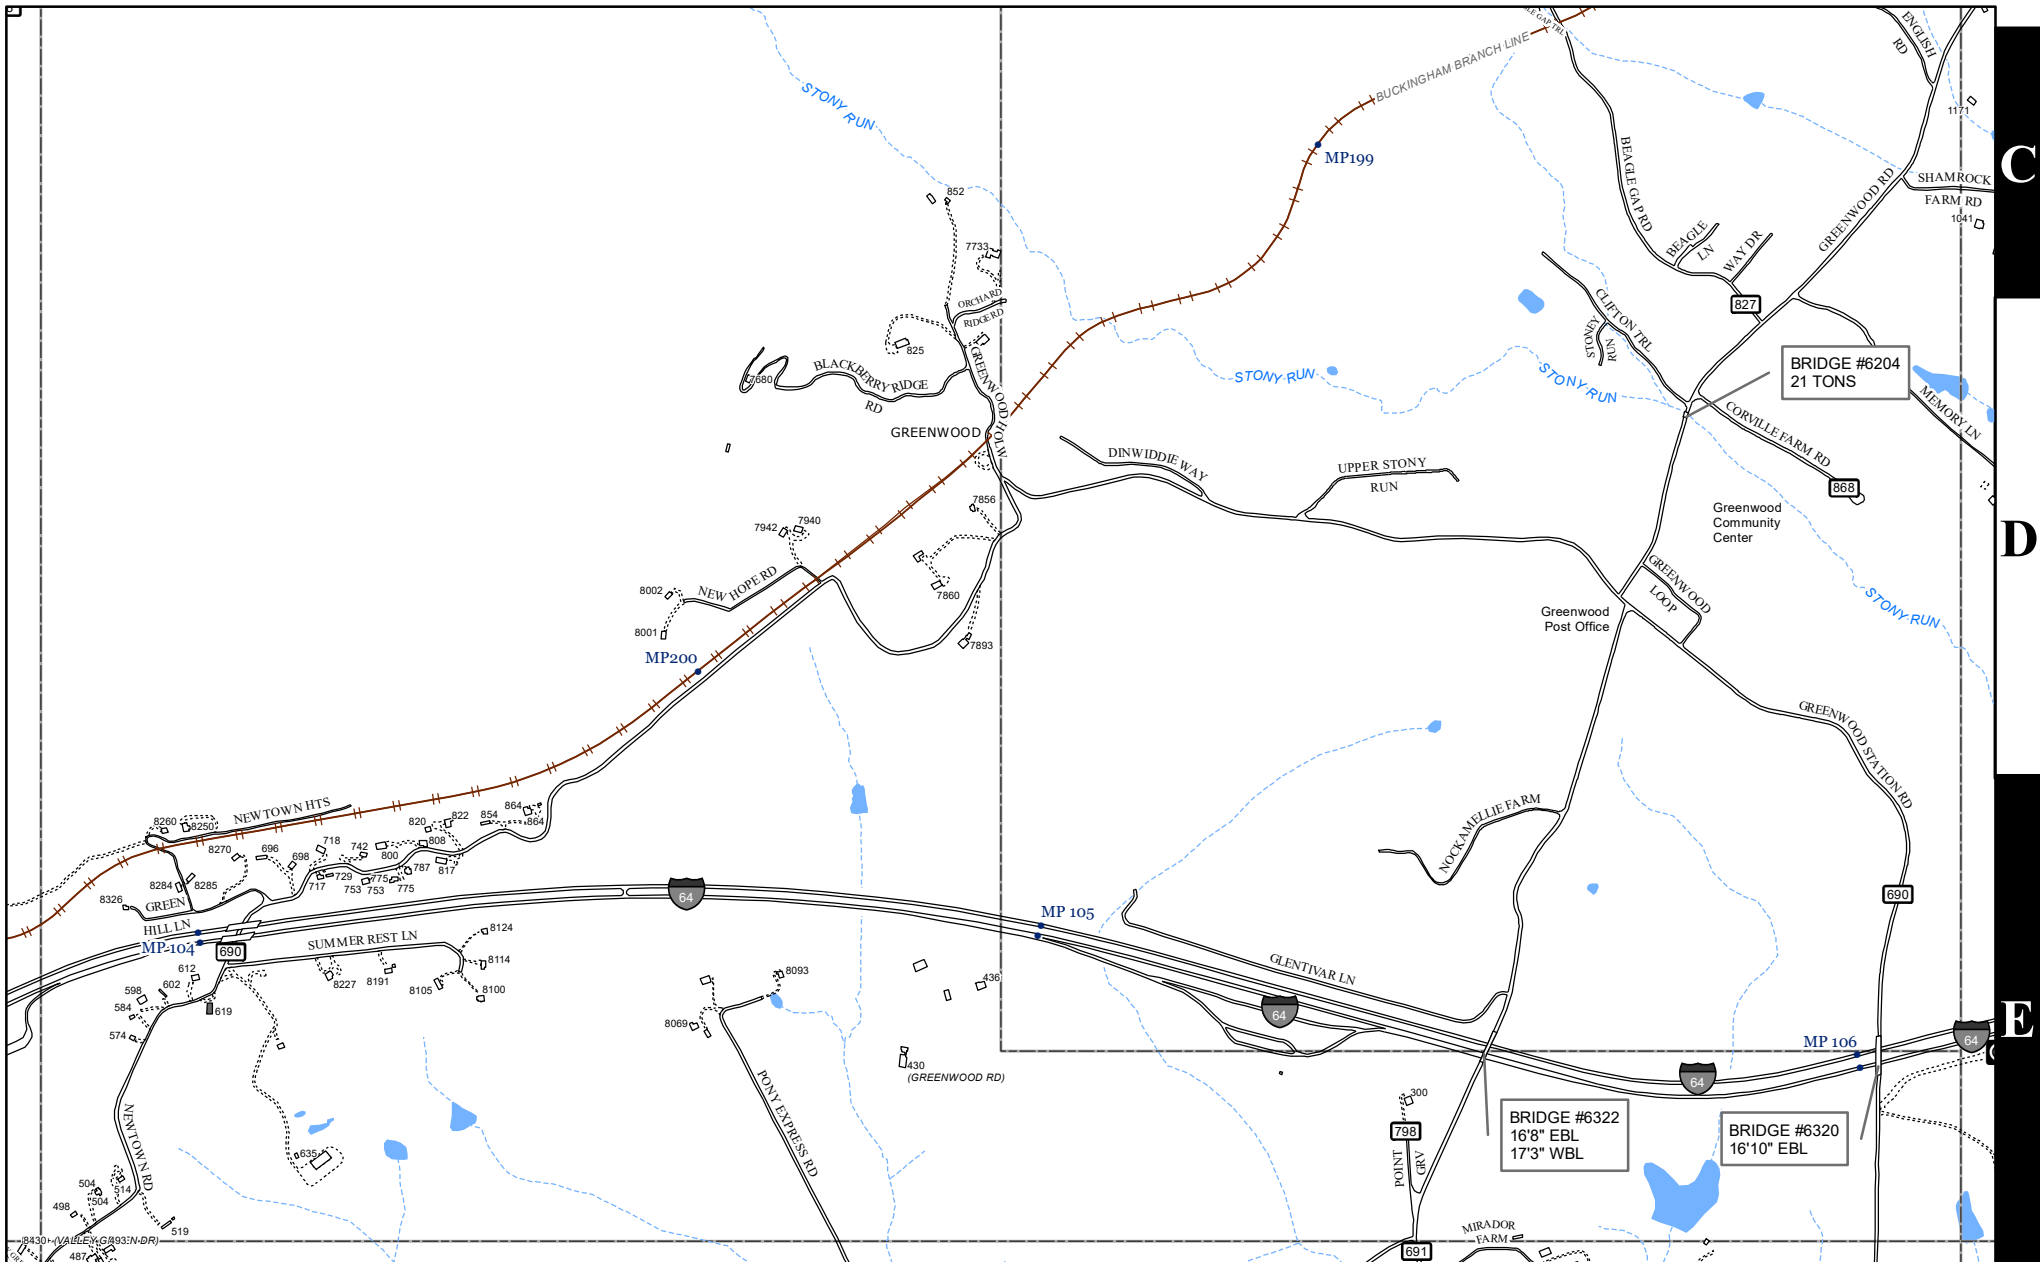 ENGLISH
RD
GAP TRL
BUCKINGHAM BRANCH LINE
STONY RUN
1171
C
MP199
BEAGLE GAP RD
SHAMROCK
FARM RD
1041
GREENWOOD RD
852
7733
BEAGLE
LN
WAY DR
827
ORCHARD
RIDGE RD
CLIFTON TRL
STONEY
RUN
825
BLACKBERRY RIDGE
RD
7680
GREENWOOD HOLW
STONY RUN
STONY RUN
BRIDGE #6204
21 TONS
MEMORY LN
CORVILLE FARM RD
868
GREENWOOD
DINWIDDIE WAY
UPPER STONY
RUN
7856
Greenwood
Community
Center
D
7942
7940
NEW HOPE RD
8002
8001
7860
7893
GREENWOOD
LOOP
Greenwood
Post Office
STONY RUN
MP200
GREENWOOD STATION RD
NEWTOWN HTS
8260
8250
8270
696
698
718
742
800
820
822
808
854
864
864
817
787
775
775
753
753
729
717
8284
8285
8326
GREEN
HILL LN
MP 104
690
SUMMER REST LN
64
MP 105
NOCKAMELLIE FARM
690
GLENTIVAR LN
64
8124
8114
8100
8105
8191
8227
612
602
598
584
574
619
8093
8069
436
430
(GREENWOOD RD)
E
MP 106
64
64
PONY EXPRESS RD
NEWTOWN RD
635
300
798
POINT
GRV
BRIDGE #6322
16'8" EBL
17'3" WBL
BRIDGE #6320
16'10" EBL
504
504
514
498
519
487
691
MIRADOR
FARM